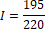 I = 195/220